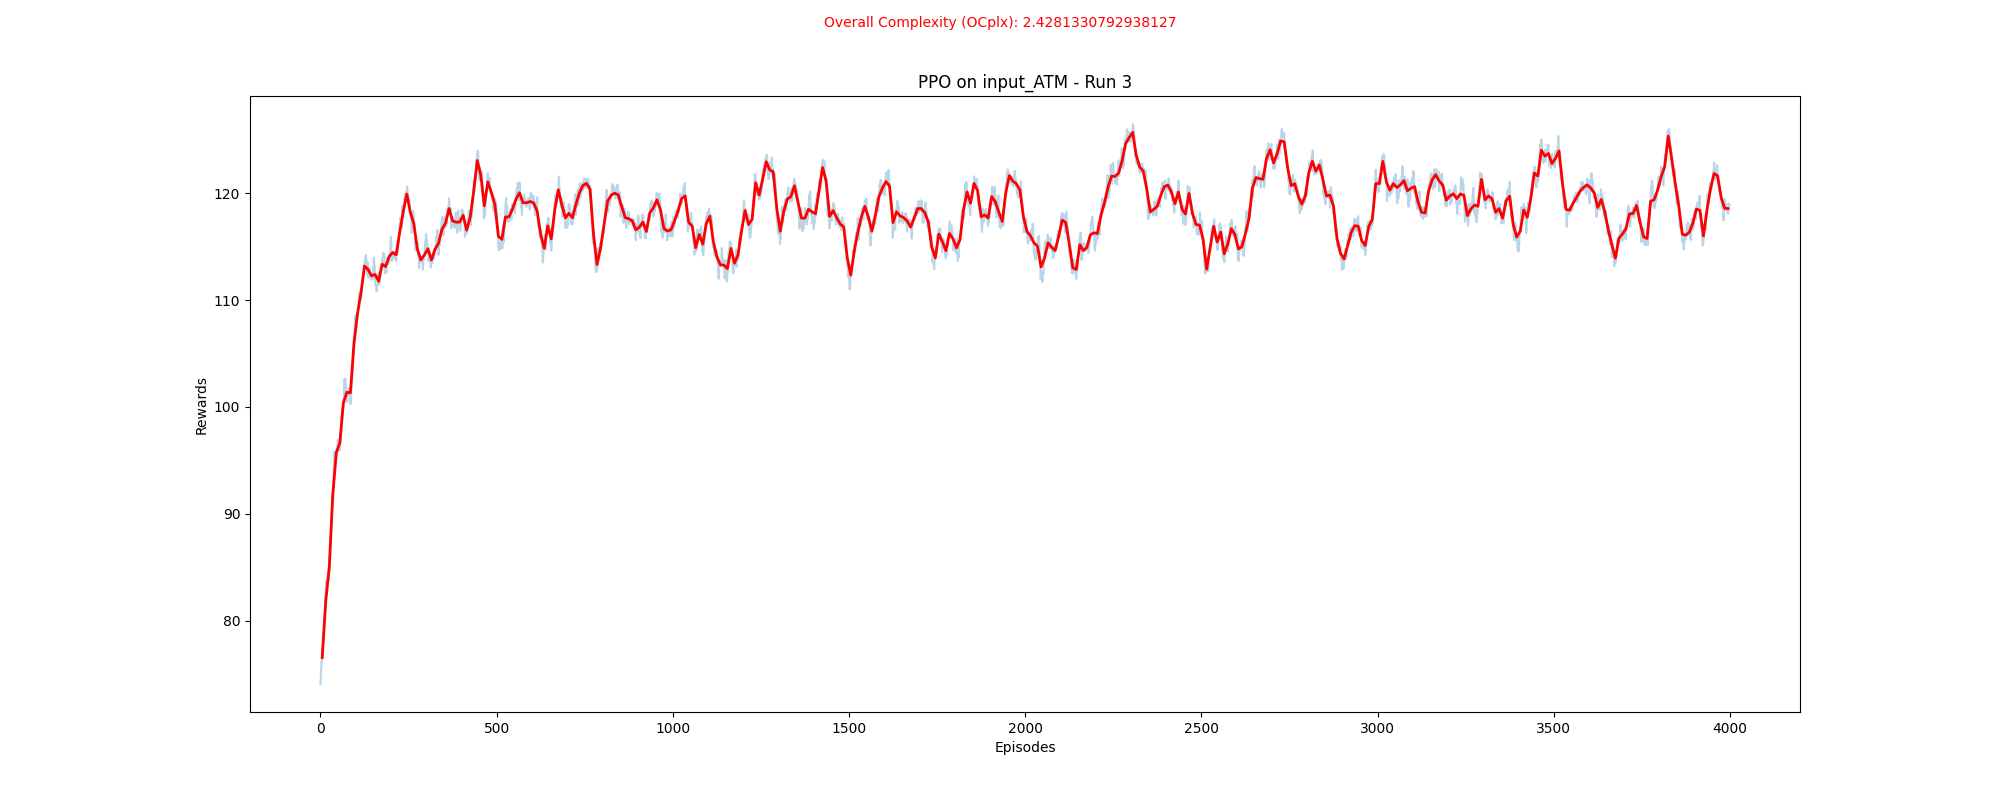 Overall Complexity (OCplx): 2.4281330792938127
PPO on input_ATM - Run 3
120
110
100
90
80
Rewards
0 500 1000 1500 2000 2500 3000 3500 4000
Episodes